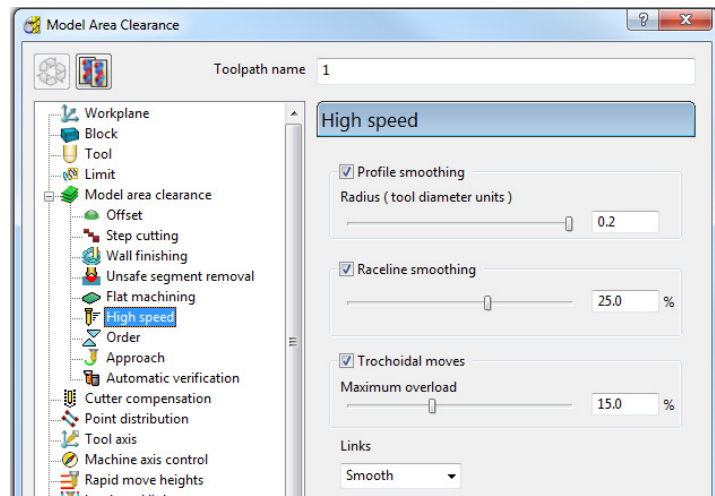 Model Area Clearance
Toolpath name 1
Workplane
Block
Tool
Limit
Model area clearance
Offset
Step cutting
Wall finishing
Unsafe segment removal
Flat machining
High speed
Order
Approach
Automatic verification
Cutter compensation
Point distribution
Tool axis
Machine axis control
Rapid move heights
High speed
Profile smoothing
Radius ( tool diameter units )
0.2
Raceline smoothing
25.0 %
Trochoidal moves
Maximum overload
15.0 %
Links
Smooth